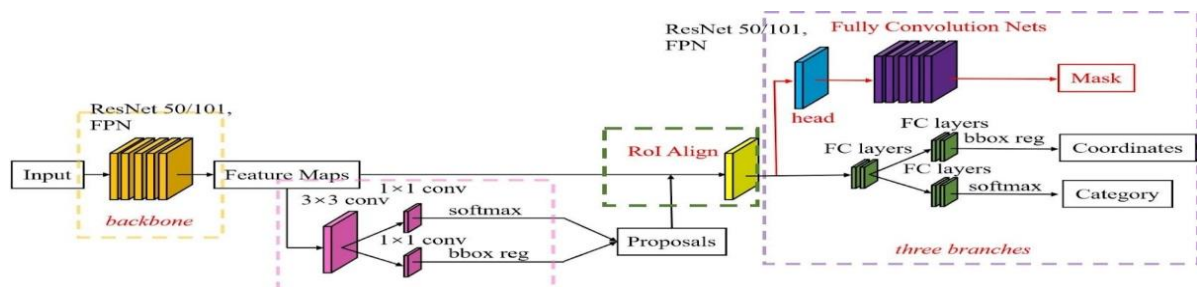 ResNet 50/101,
FPN
Input
backbone
Feature Maps
3×3 conv
1×1 conv
softmax
1×1 conv
bbox reg
Proposals
RoI Align
ResNet 50/101,
FPN
Fully Convolution Nets
head
Mask
FC layers
FC layers
bbox reg
Coordinates
FC layers
softmax
Category
three branches